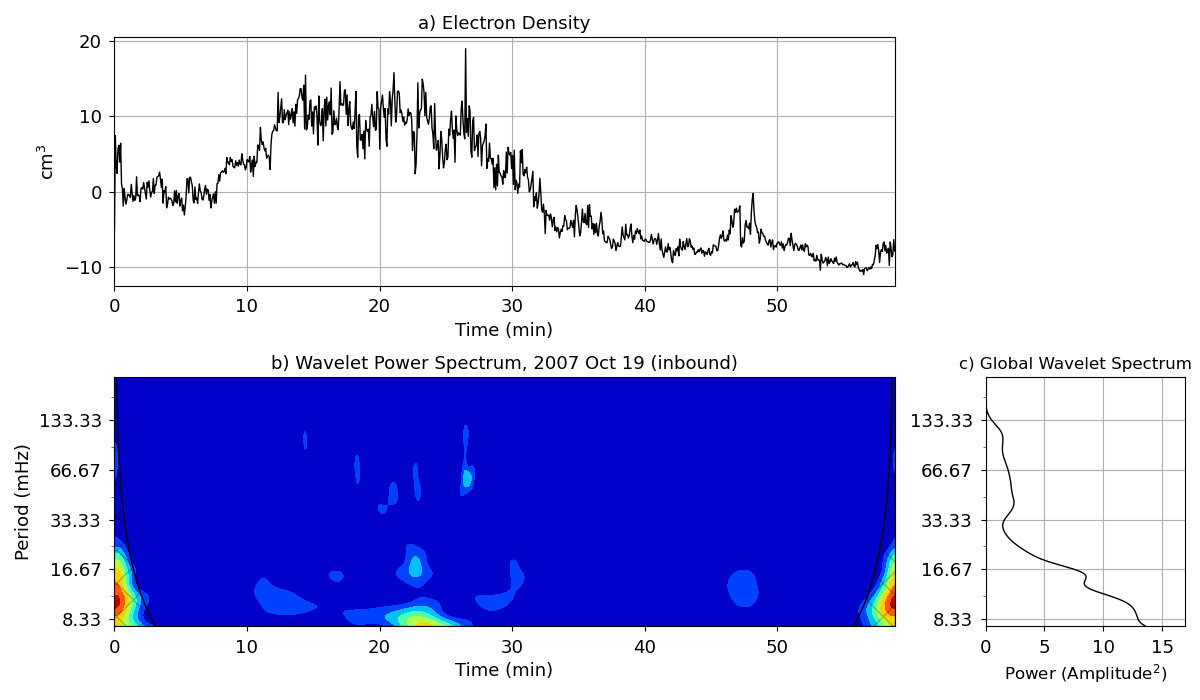 a) Electron Density
20
10
0
−10
cm³
0 10 20 30 40 50
Time (min)
b) Wavelet Power Spectrum, 2007 Oct 19 (inbound)
133.33
66.67
33.33
16.67
8.33
Period (mHz)
0 10 20 30 40 50
Time (min)
c) Global Wavelet Spectrum
133.33
66.67
33.33
16.67
8.33
0 5 10 15
Power (Amplitude²)